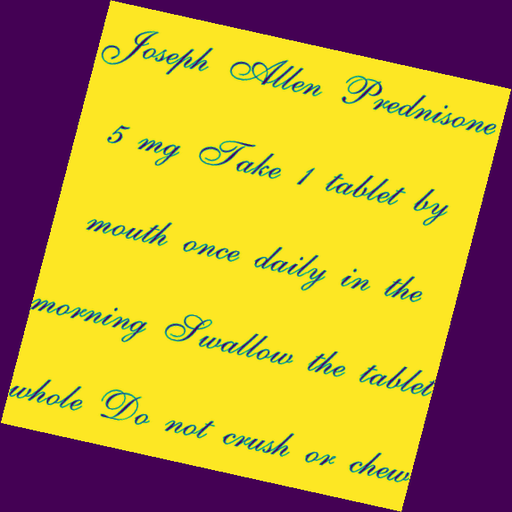 Joseph Allen Prednisone
5 mg Take 1 tablet by
mouth once daily in the
morning Swallow the tablet
whole Do not crush or chew